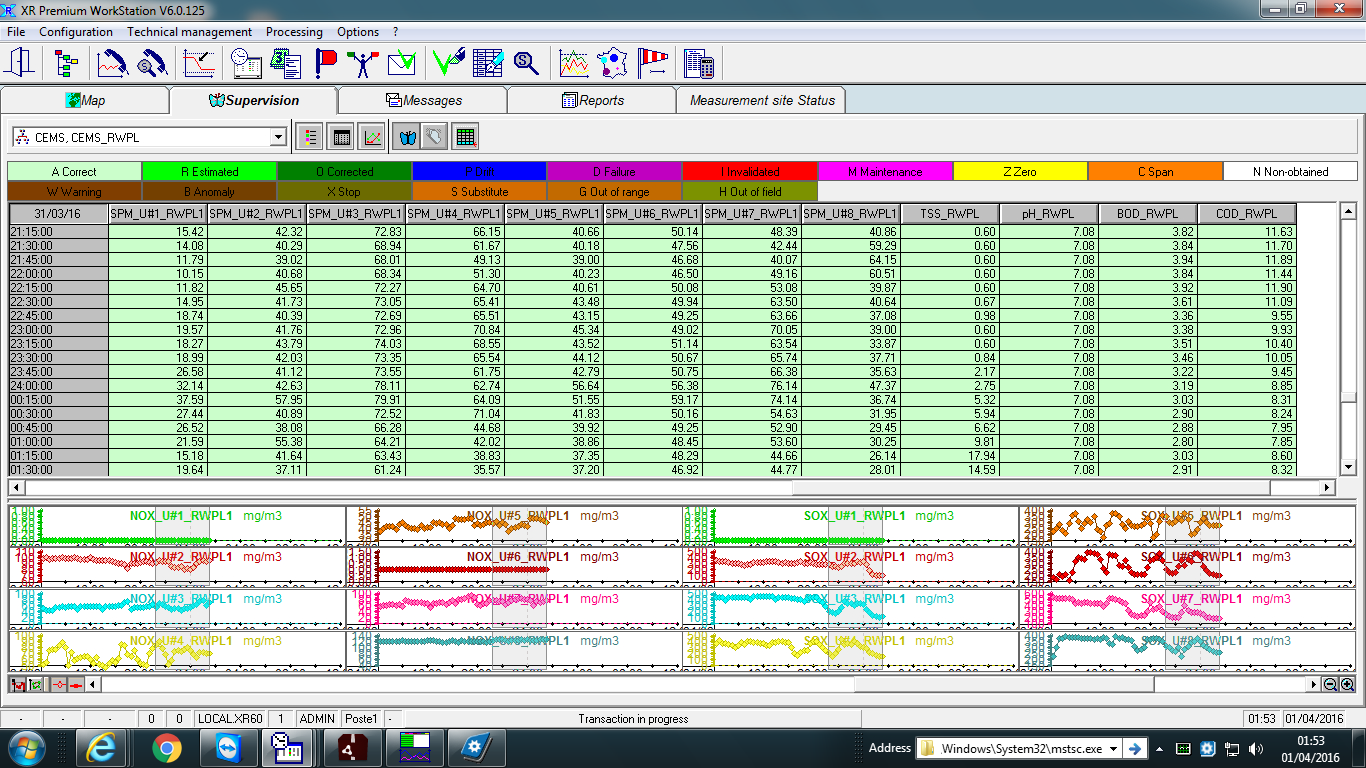 XR Premium WorkStation V6.0.125
File Configuration Technical management Processing Options ?
Map Supervision Messages Reports Measurement site Status
CEMS, CEMS_RWPL
A Correct R Estimated O Corrected P Drift D Failure I Invalidated M Maintenance Z Zero C Span N Non-obtained
W Warning B Anomaly X Stop S Substitute G Out of range H Out of field
31/03/16 SPM_U#1_RWPL1 SPM_U#2_RWPL1 SPM_U#3_RWPL1 SPM_U#4_RWPL1 SPM_U#5_RWPL1 SPM_U#6_RWPL1 SPM_U#7_RWPL1 SPM_U#8_RWPL1 TSS_RWPL pH_RWPL BOD_RWPL COD_RWPL
21:15:00 15.42 42.32 72.83 66.15 40.66 50.14 48.39 40.86 0.60 7.08 3.82 11.63
21:30:00 14.08 40.29 68.94 61.67 40.18 47.56 42.44 59.29 0.60 7.08 3.84 11.70
21:45:00 11.79 39.02 68.01 49.13 39.00 46.68 40.07 64.15 0.60 7.08 3.94 11.89
22:00:00 10.15 40.68 68.34 51.30 40.23 46.50 49.16 60.51 0.60 7.08 3.84 11.44
22:15:00 11.82 45.65 72.27 64.70 40.61 50.08 53.08 39.87 0.60 7.08 3.92 11.90
22:30:00 14.95 41.73 73.05 65.41 43.48 49.94 63.50 40.64 0.67 7.08 3.61 11.09
22:45:00 18.74 40.39 72.69 65.51 43.15 49.25 63.66 37.08 0.98 7.08 3.36 9.55
23:00:00 19.57 41.76 72.96 70.84 45.34 49.02 70.05 39.00 0.60 7.08 3.38 9.93
23:15:00 18.27 43.79 74.03 68.55 43.52 51.14 63.54 33.87 0.60 7.08 3.51 10.40
23:30:00 18.99 42.03 73.35 65.54 44.12 50.67 65.74 37.71 0.84 7.08 3.46 10.05
23:45:00 26.58 41.12 73.55 61.75 42.79 50.75 66.38 35.63 2.17 7.08 3.22 9.45
24:00:00 32.14 42.63 78.11 62.74 56.64 56.38 76.14 47.37 2.75 7.08 3.19 8.85
00:15:00 37.59 57.95 79.91 64.09 51.55 59.17 74.14 36.74 5.32 7.08 3.03 8.31
00:30:00 27.44 40.89 72.52 71.04 41.83 50.16 54.63 31.95 5.94 7.08 2.90 8.24
00:45:00 26.52 38.08 66.28 44.68 39.92 49.25 52.90 29.45 6.62 7.08 2.88 7.95
01:00:00 21.59 55.38 64.21 42.02 38.86 48.45 53.60 30.25 9.81 7.08 2.80 7.85
01:15:00 15.18 41.64 63.43 38.83 37.35 48.29 44.66 26.14 17.94 7.08 3.03 8.60
01:30:00 19.64 37.11 61.24 35.57 37.20 46.92 44.77 28.01 14.59 7.08 2.91 8.32
NOX_U#1_RWPL1 mg/m3 NOX_U#5_RWPL1 mg/m3 SOX_U#1_RWPL1 mg/m3 SOX_U#5_RWPL1 mg/m3
NOX_U#2_RWPL1 mg/m3 NOX_U#6_RWPL1 mg/m3 SOX_U#2_RWPL1 mg/m3 SOX_U#6_RWPL1 mg/m3
NOX_U#3_RWPL1 mg/m3 NOX_U#7_RWPL1 mg/m3 SOX_U#3_RWPL1 mg/m3 SOX_U#7_RWPL1 mg/m3
NOX_U#4_RWPL1 mg/m3 NOX_U#8_RWPL1 mg/m3 SOX_U#4_RWPL1 mg/m3 SOX_U#8_RWPL1 mg/m3
- - - 0 0 LOCAL.XR60 1 ADMIN Poste1 - Transaction in progress 01:53 01/04/2016
Address .Windows\System32\mstsc.exe 01:53
01/04/2016